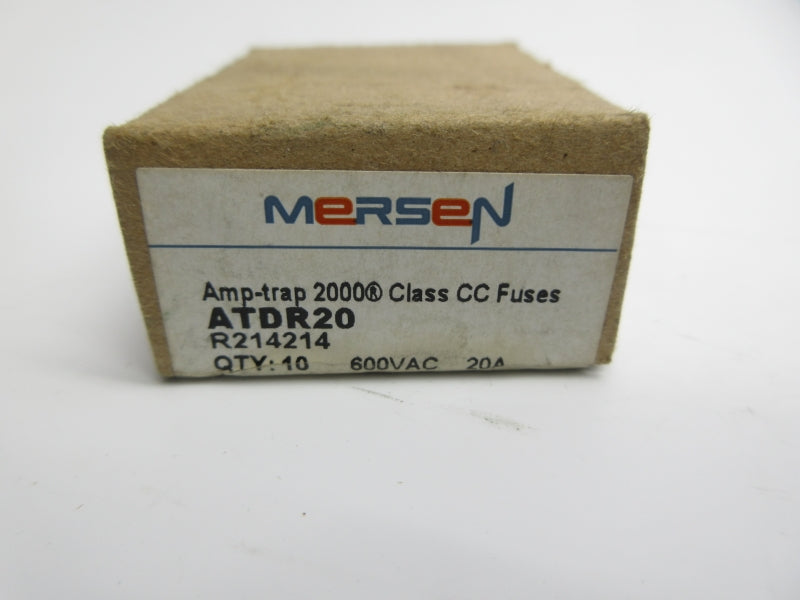 MERSEN
Amp-trap 2000® Class CC Fuses
ATDR20
R214214
QTY: 10 600VAC 20A